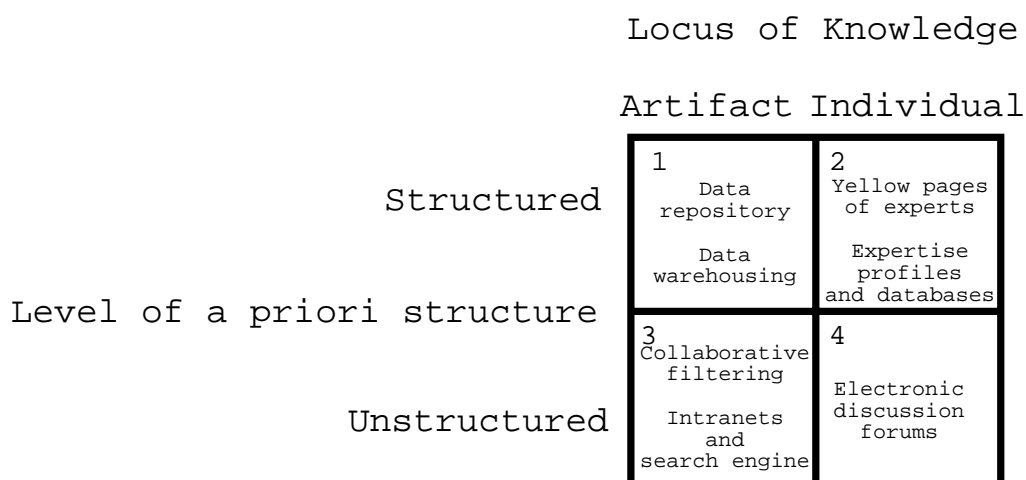 Locus of Knowledge
Artifact Individual
Structured
1
Data
repository
Data
warehousing
2
Yellow pages
of experts
Expertise
profiles
and databases
Level of a priori structure
Unstructured
3
Collaborative
filtering
Intranets
and
search engine
4
Electronic
discussion
forums